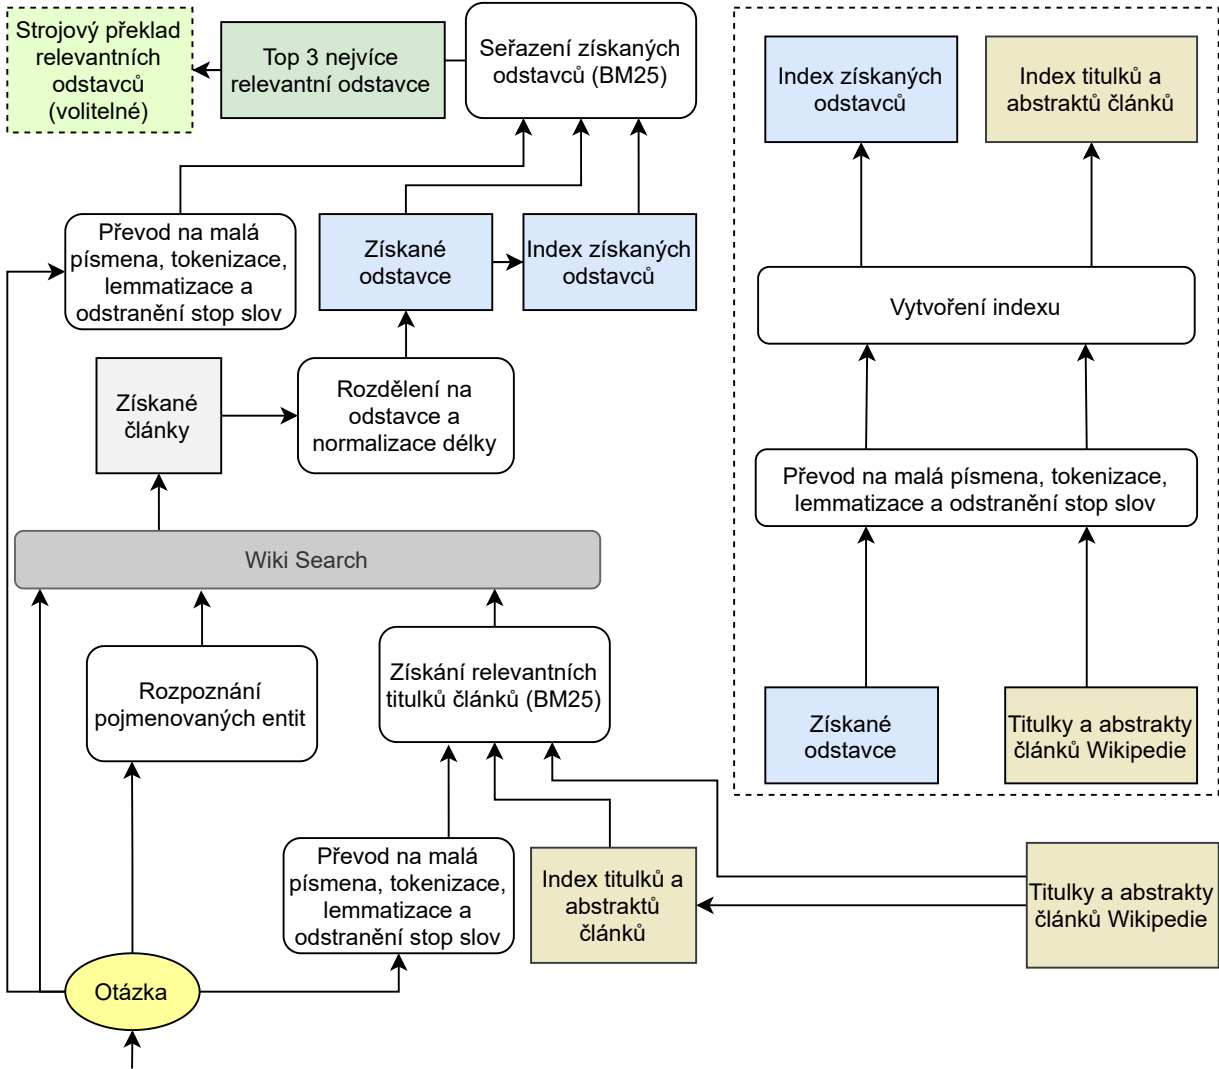 Strojový překlad
relevantních
odstavců
(volitelné)
Top 3 nejvíce
relevantní odstavce
Seřazení získaných
odstavců (BM25)
Index získaných
odstavců
Index titulků a
abstraktů článků
Převod na malá
písmena, tokenizace,
lemmatizace a
odstranění stop slov
Získané
odstavce
Index získaných
odstavců
Vytvoření indexu
Získané
články
Rozdělení na
odstavce a
normalizace délky
Převod na malá písmena, tokenizace,
lemmatizace a odstranění stop slov
Wiki Search
Rozpoznání
pojmenovaných entit
Získání relevantních
titulků článků (BM25)
Získané
odstavce
Titulky a abstrakty
článků Wikipedie
Převod na malá
písmena, tokenizace,
lemmatizace a
odstranění stop slov
Index titulků a
abstraktů
článků
Titulky a abstrakty
článků Wikipedie
Otázka